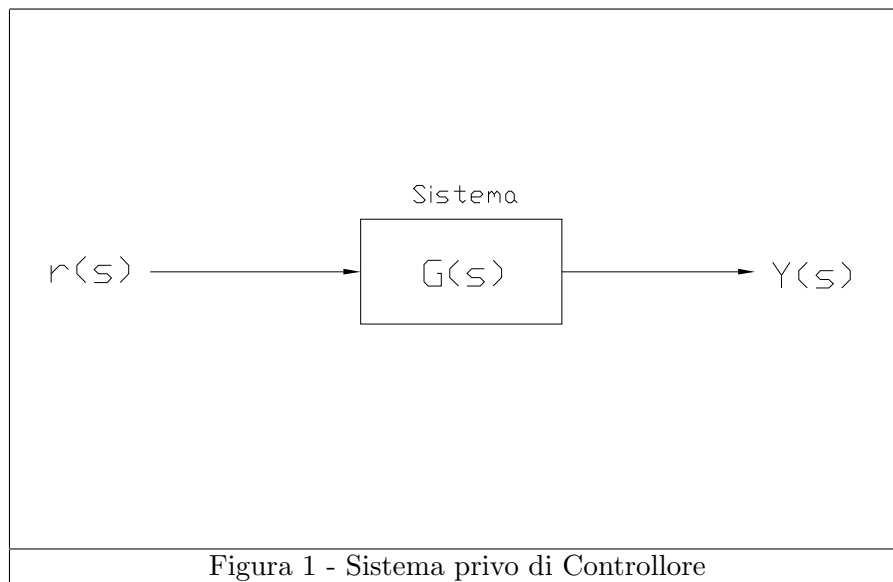 Sistema
r(s)
G(s)
Y(s)
Figura 1 - Sistema privo di Controllore